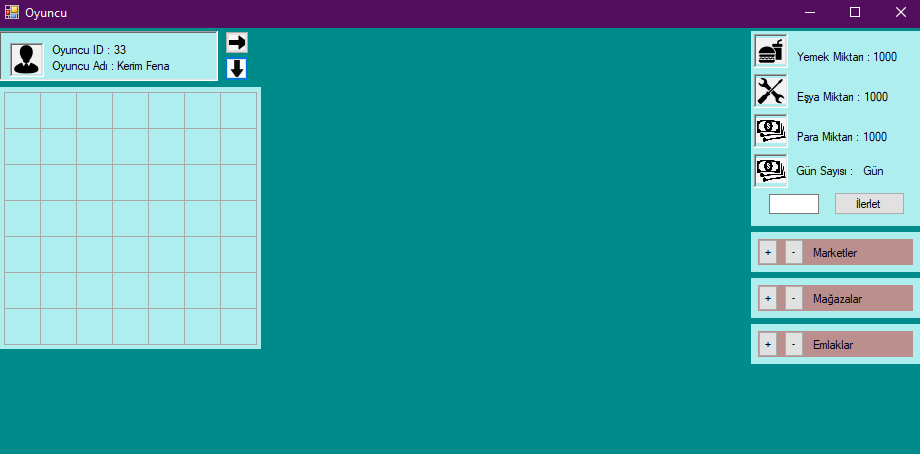 Oyuncu
Oyuncu ID : 33
Oyuncu Adı : Kerim Fena
Yemek Miktarı : 1000
Eşya Miktarı : 1000
Para Miktarı : 1000
Gün Sayısı : Gün
İlerlet
+ - Marketler
+ - Mağazalar
+ - Emlaklar